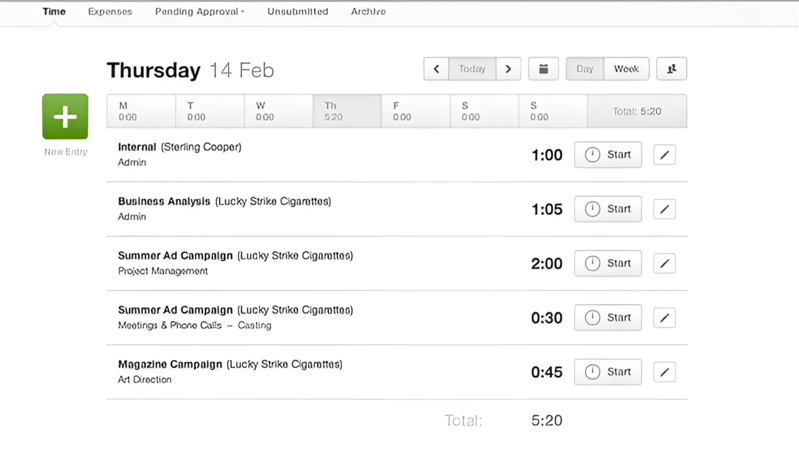 Time Expenses Pending Approval · Unsubmitted Archive
Thursday 14 Feb Today Day Week
M T W Th F S S
0:00 0:00 0:00 5:20 0:00 0:00 0:00 Total: 5:20
New Entry
Internal (Sterling Cooper) 1:00 Start
Admin
Business Analysis (Lucky Strike Cigarettes) 1:05 Start
Admin
Summer Ad Campaign (Lucky Strike Cigarettes) 2:00 Start
Project Management
Summer Ad Campaign (Lucky Strike Cigarettes) 0:30 Start
Meetings & Phone Calls – Casting
Magazine Campaign (Lucky Strike Cigarettes) 0:45 Start
Art Direction
Total: 5:20